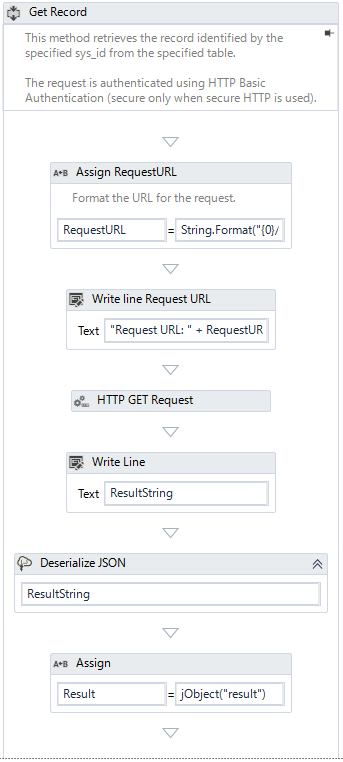 Get Record
This method retrieves the record identified by the
specified sys_id from the specified table.
The request is authenticated using HTTP Basic
Authentication (secure only when secure HTTP is used).
A+B Assign RequestURL
Format the URL for the request.
RequestURL = String.Format("{0}/
Write line Request URL
Text "Request URL: " + RequestUR
HTTP GET Request
Write Line
Text ResultString
Deserialize JSON
ResultString
A+B Assign
Result = jObject("result")